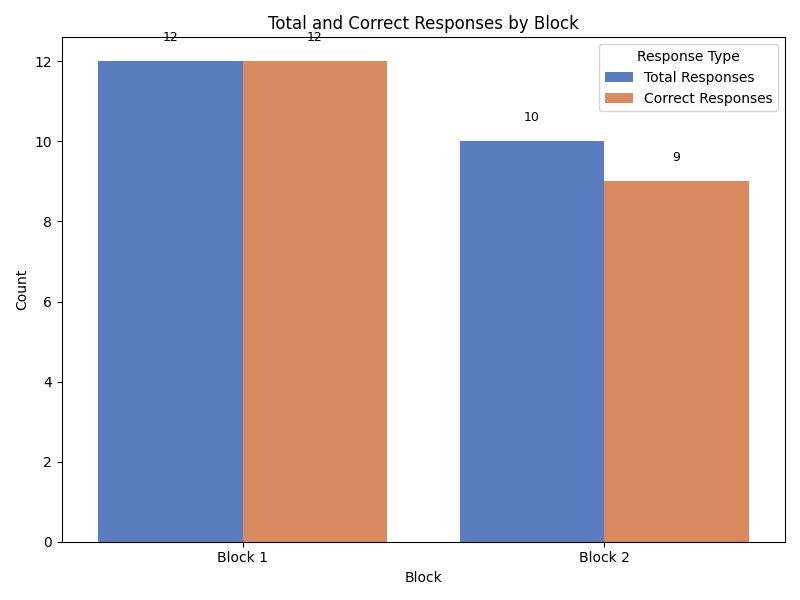 Total and Correct Responses by Block
12 12
Response Type
Total Responses
Correct Responses
12
10
10
9
8
6
4
2
0
Count
Block 1 Block 2
Block